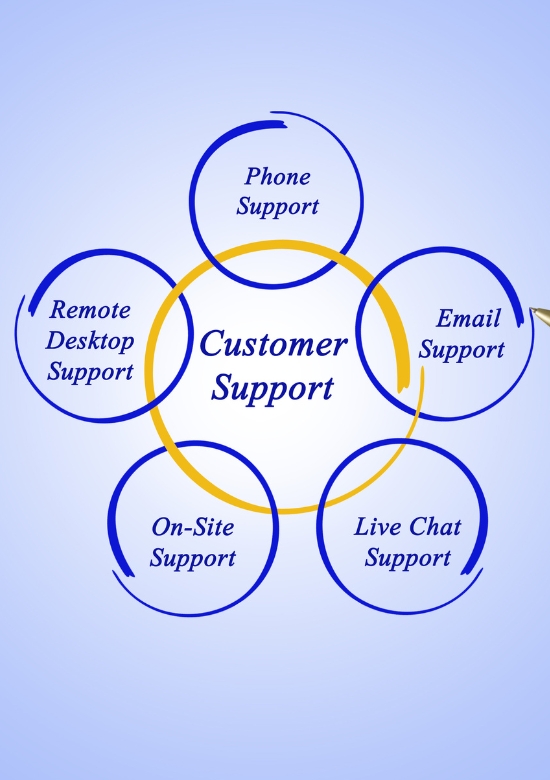 Phone
Support
Remote
Desktop
Support
Customer
Support
Email
Support
On-Site
Support
Live Chat
Support